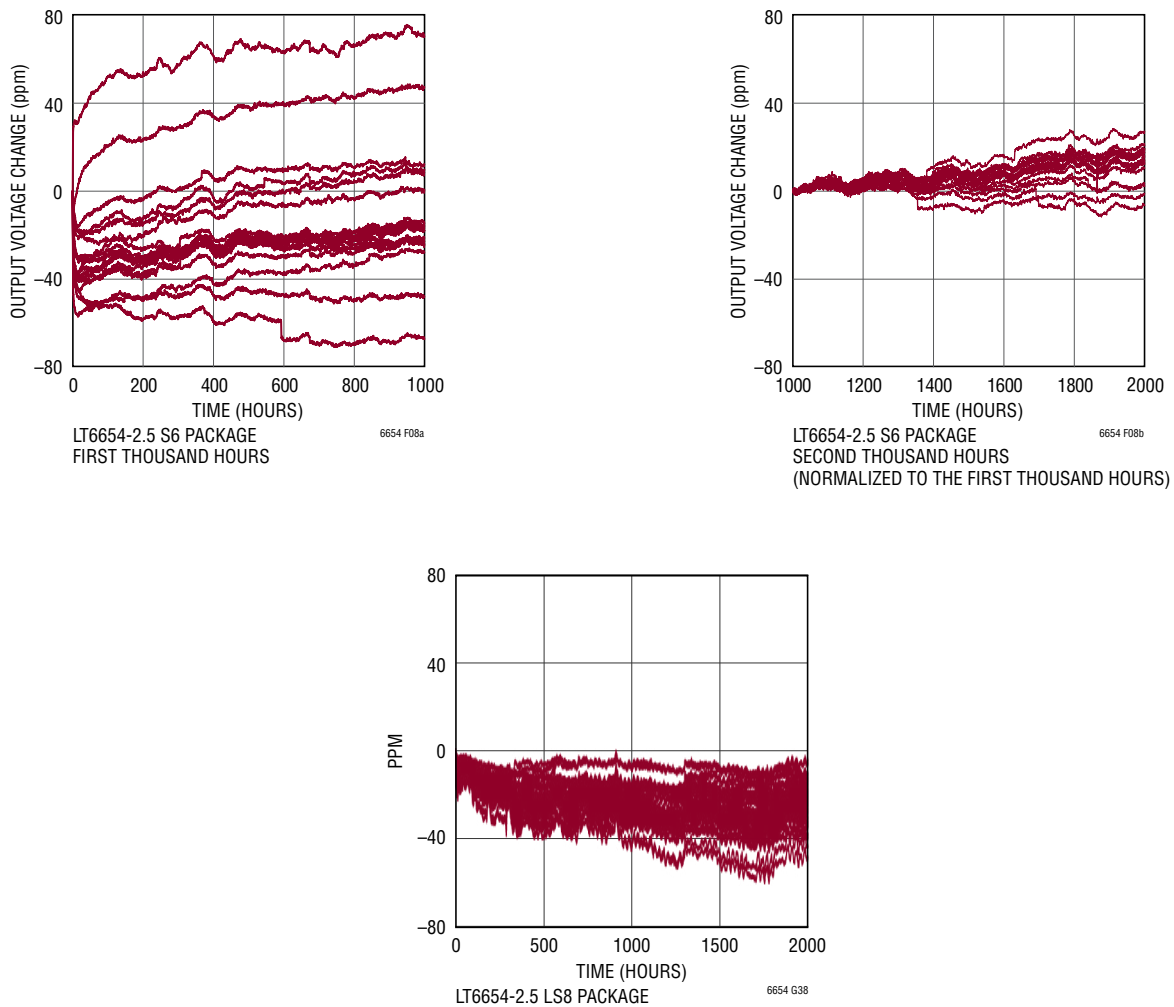 80
40
0
–40
–80
OUTPUT VOLTAGE CHANGE (ppm)
0
200
400
600
800
1000
TIME (HOURS)
LT6654-2.5 S6 PACKAGE
FIRST THOUSAND HOURS
6654 F08a
80
40
0
–40
–80
OUTPUT VOLTAGE CHANGE (ppm)
1000
1200
1400
1600
1800
2000
TIME (HOURS)
LT6654-2.5 S6 PACKAGE
SECOND THOUSAND HOURS
(NORMALIZED TO THE FIRST THOUSAND HOURS)
6654 F08b
80
40
0
–40
–80
PPM
0
500
1000
1500
2000
TIME (HOURS)
LT6654-2.5 LS8 PACKAGE
6654 G38